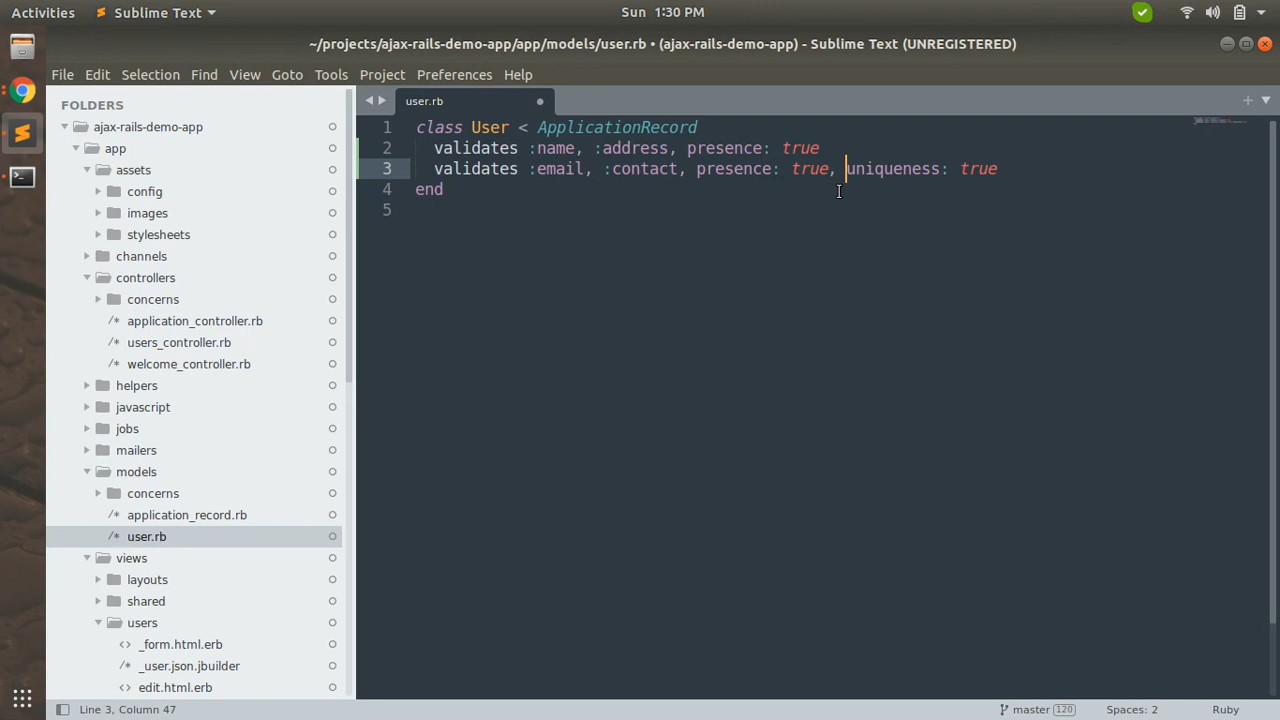 Activities Sublime Text Sun 1:30 PM
~/projects/ajax-rails-demo-app/app/models/user.rb • (ajax-rails-demo-app) - Sublime Text (UNREGISTERED)
File Edit Selection Find View Goto Tools Project Preferences Help
FOLDERS
ajax-rails-demo-app
app
assets
config
images
stylesheets
channels
controllers
concerns
/* application_controller.rb
/* users_controller.rb
/* welcome_controller.rb
helpers
javascript
jobs
mailers
models
concerns
/* application_record.rb
/* user.rb
views
layouts
shared
users
<> _form.html.erb
/* _user.json.jbuilder
<> edit.html.erb
user.rb
1 class User < ApplicationRecord
2 validates :name, :address, presence: true
3 validates :email, :contact, presence: true, uniqueness: true
4 end
5
Line 3, Column 47 master 120 Spaces: 2 Ruby